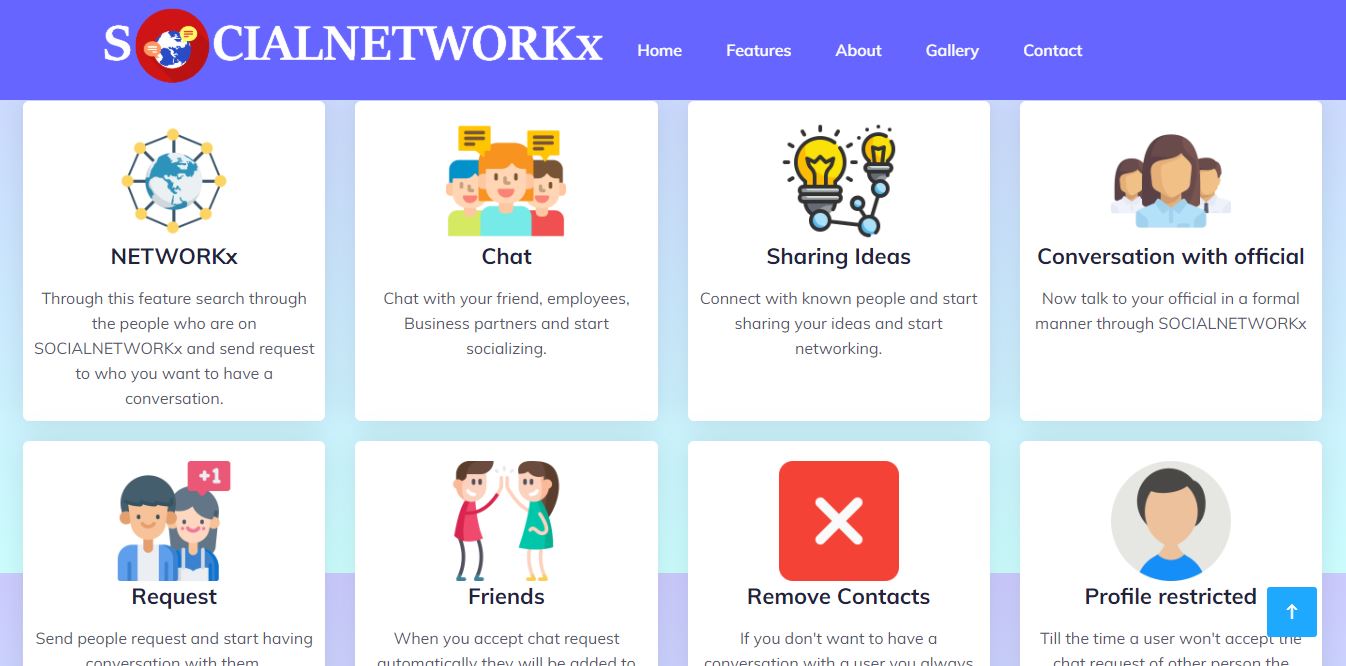 SOCIALNETWORKx
Home Features About Gallery Contact
NETWORKx
Through this feature search through
the people who are on
SOCIALNETWORKx and send request
to who you want to have a
conversation.
Chat
Chat with your friend, employees,
Business partners and start
socializing.
Sharing Ideas
Connect with known people and start
sharing your ideas and start
networking.
Conversation with official
Now talk to your official in a formal
manner through SOCIALNETWORKx
+1
Request
Send people request and start having
conversation with them
Friends
When you accept chat request
automatically they will be added to
Remove Contacts
If you don't want to have a
conversation with a user you always
Profile restricted
Till the time a user won't accept the
chat request of other person the